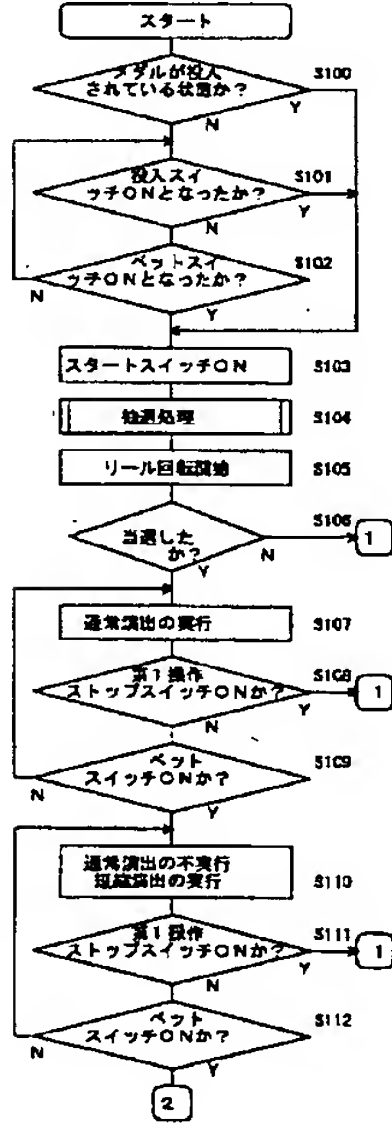 スタート
メダルが投入
されている状態か？
S100
Y
N
投入スイ
ッチONとなったか？
S101
Y
N
ベットスイ
ッチONとなったか？
S102
N
Y
スタートスイッチON
S103
抽選処理
S104
リール回転開始
S105
当選した
か？
S106
N
1
Y
通常演出の実行
S107
第1操作
ストップスイッチONか？
S108
Y
1
N
ベット
スイッチONか？
S109
N
Y
通常演出の不実行
短縮演出の実行
S110
第1操作
ストップスイッチONか？
S111
Y
1
N
ベット
スイッチONか？
S112
N
Y
2